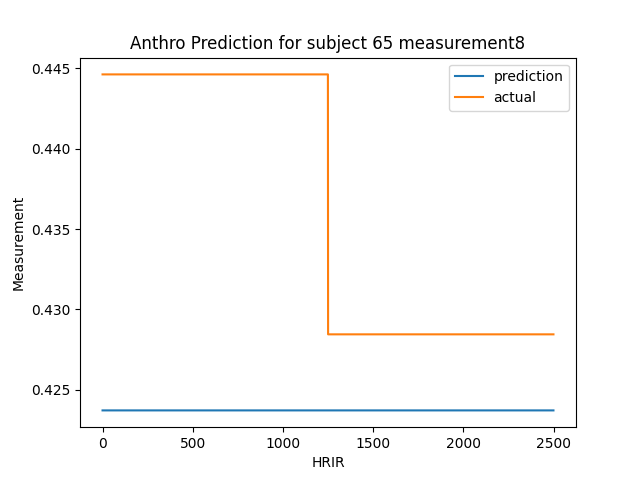 Anthro Prediction for subject 65 measurement8
prediction
actual
0.445
0.440
0.435
0.430
0.425
Measurement
0
500
1000
1500
2000
2500
HRIR